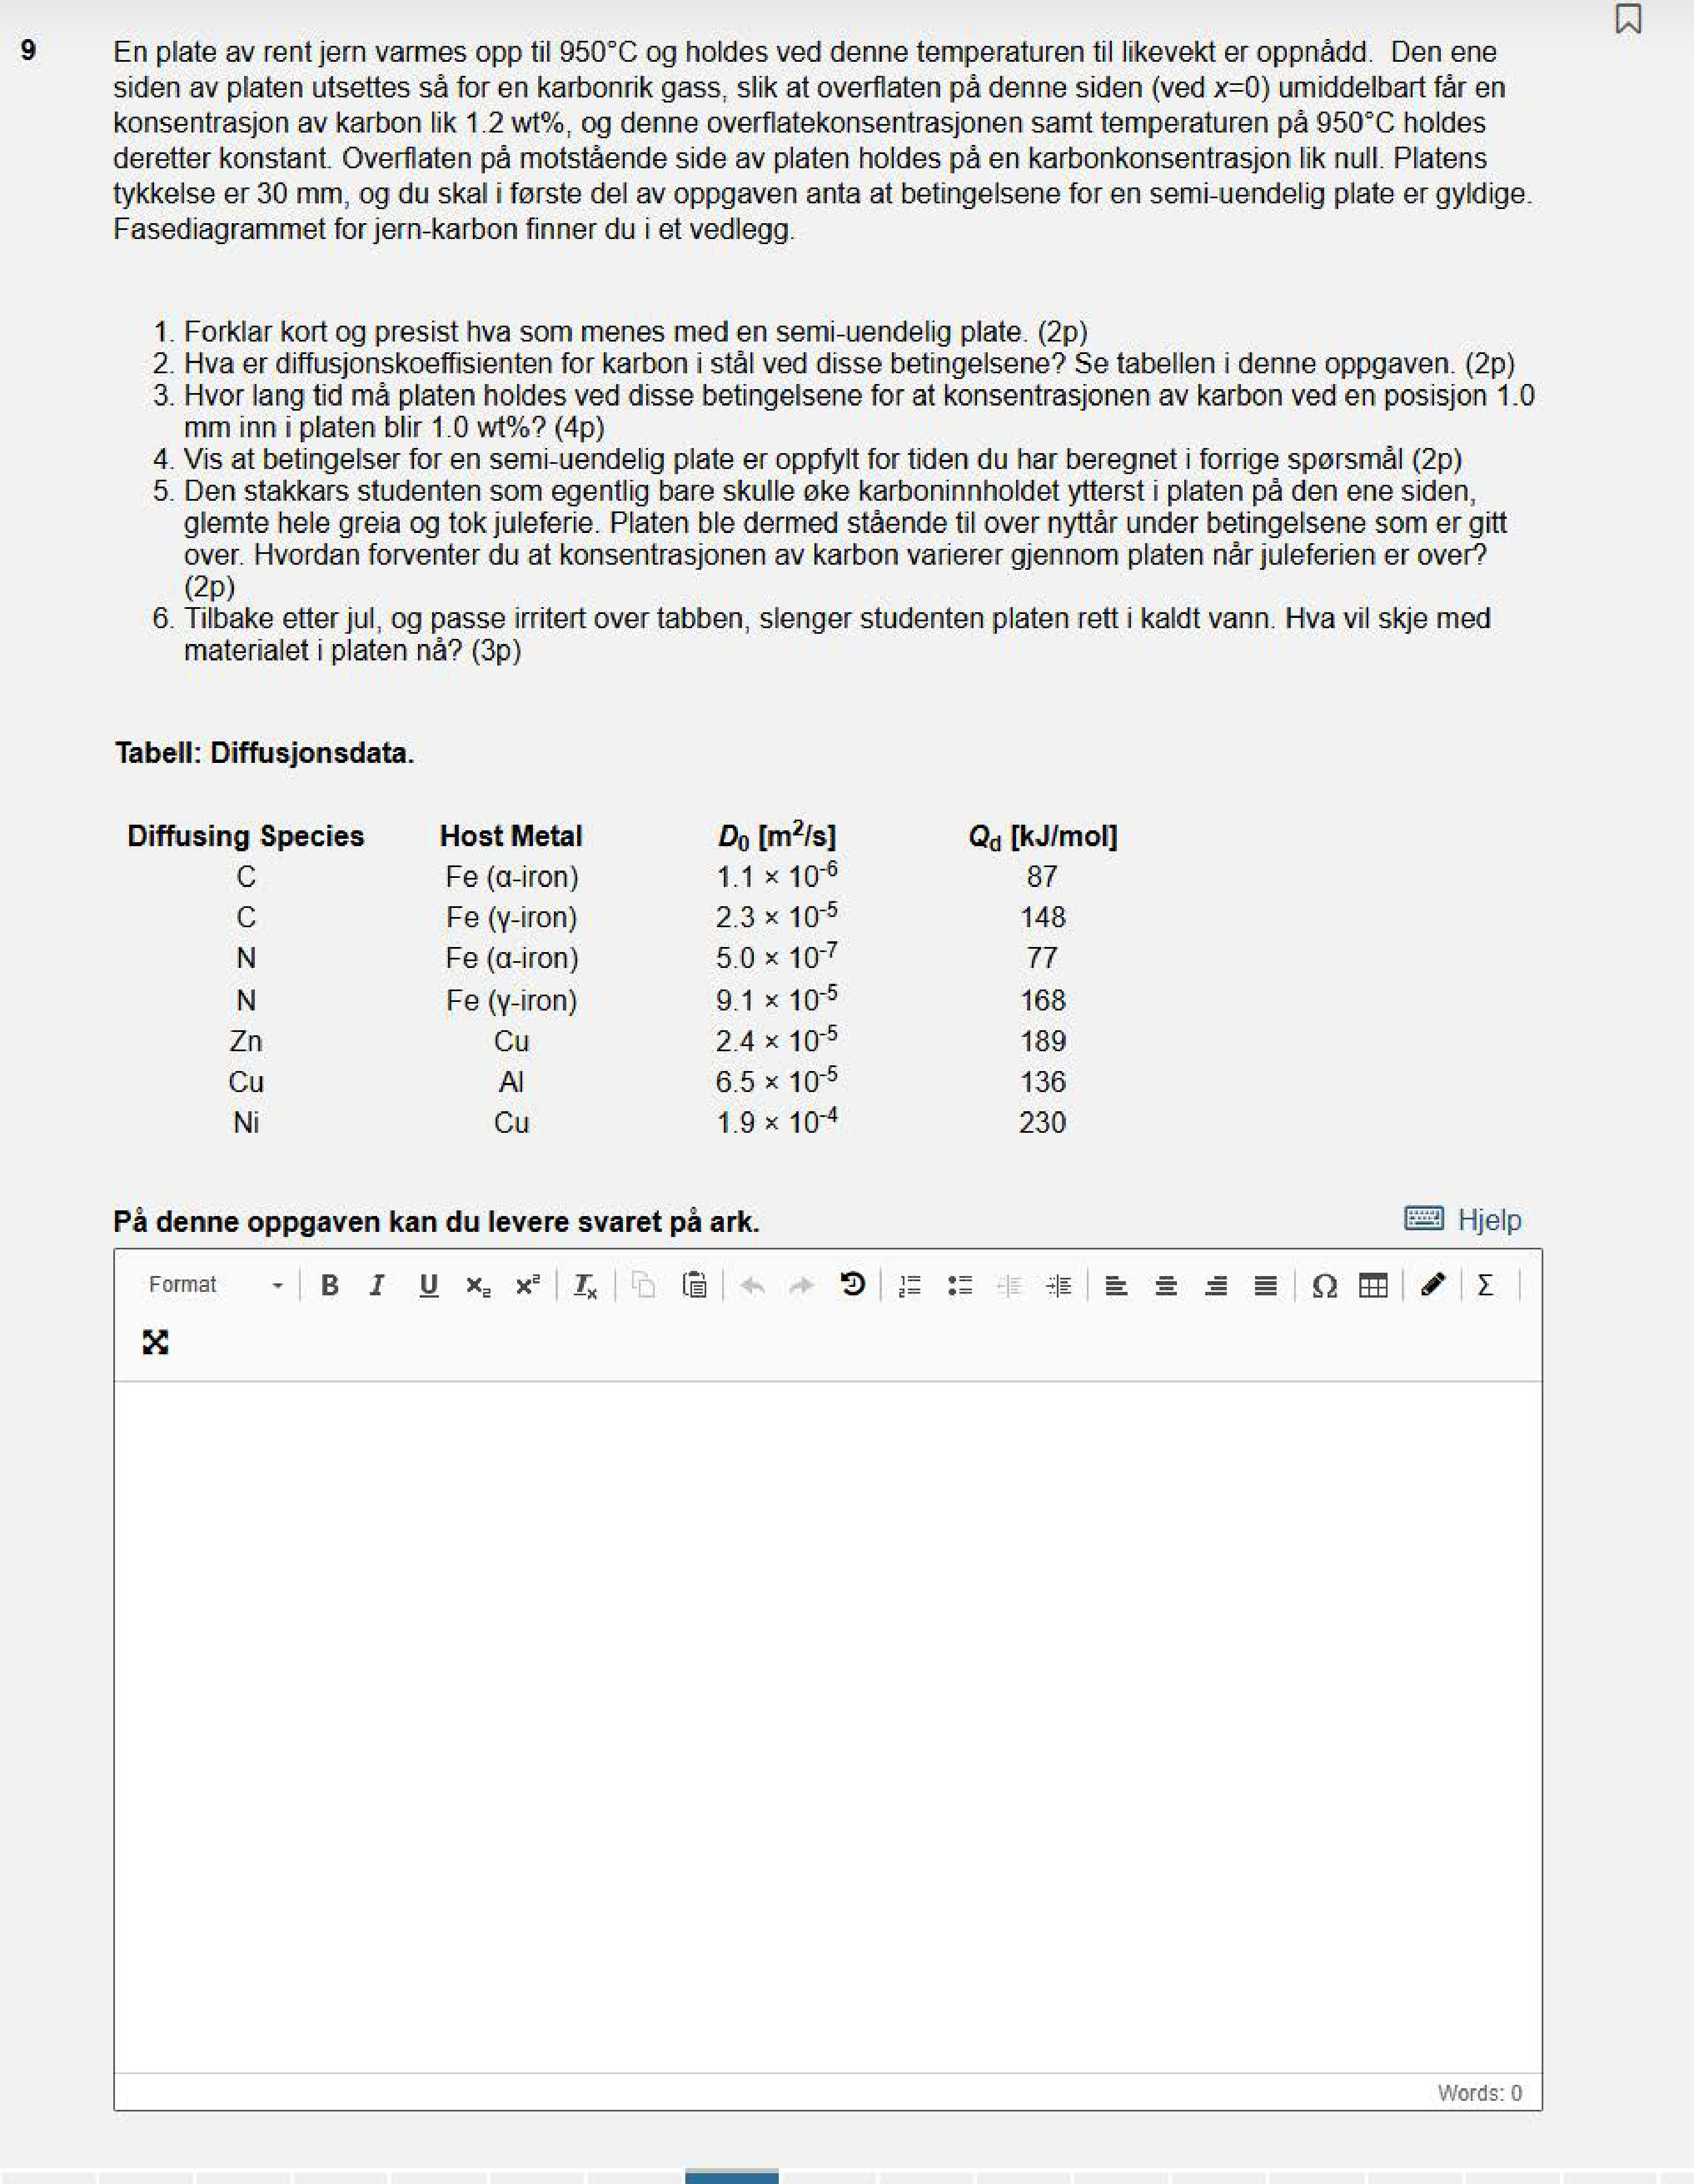 9
En plate av rent jern varmes opp til 950°C og holdes ved denne temperaturen til likevekt er oppnådd.  Den ene
siden av platen utsettes så for en karbonrik gass, slik at overflaten på denne siden (ved x=0) umiddelbart får en
konsentrasjon av karbon lik 1.2 wt%, og denne overflatekonsentrasjonen samt temperaturen på 950°C holdes
deretter konstant. Overflaten på motstående side av platen holdes på en karbonkonsentrasjon lik null. Platens
tykkelse er 30 mm, og du skal i første del av oppgaven anta at betingelsene for en semi-uendelig plate er gyldige.
Fasediagrammet for jern-karbon finner du i et vedlegg.
1. Forklar kort og presist hva som menes med en semi-uendelig plate. (2p)
2. Hva er diffusjonskoeffisienten for karbon i stål ved disse betingelsene? Se tabellen i denne oppgaven. (2p)
3. Hvor lang tid må platen holdes ved disse betingelsene for at konsentrasjonen av karbon ved en posisjon 1.0
mm inn i platen blir 1.0 wt%? (4p)
4. Vis at betingelser for en semi-uendelig plate er oppfylt for tiden du har beregnet i forrige spørsmål (2p)
5. Den stakkars studenten som egentlig bare skulle øke karboninnholdet ytterst i platen på den ene siden,
glemte hele greia og tok juleferie. Platen ble dermed stående til over nyttår under betingelsene som er gitt
over. Hvordan forventer du at konsentrasjonen av karbon varierer gjennom platen når juleferien er over?
(2p)
6. Tilbake etter jul, og passe irritert over tabben, slenger studenten platen rett i kaldt vann. Hva vil skje med
materialet i platen nå? (3p)
Tabell: Diffusjonsdata.
Diffusing Species Host Metal D₀ [m²/s] Qd [kJ/mol]
C Fe (α-iron) 1.1 × 10⁻⁶ 87
C Fe (γ-iron) 2.3 × 10⁻⁵ 148
N Fe (α-iron) 5.0 × 10⁻⁷ 77
N Fe (γ-iron) 9.1 × 10⁻⁵ 168
Zn Cu 2.4 × 10⁻⁵ 189
Cu Al 6.5 × 10⁻⁵ 136
Ni Cu 1.9 × 10⁻⁴ 230
På denne oppgaven kan du levere svaret på ark.
Hjelp
Format B I U x₂ x² Tx Ω Σ
Words: 0